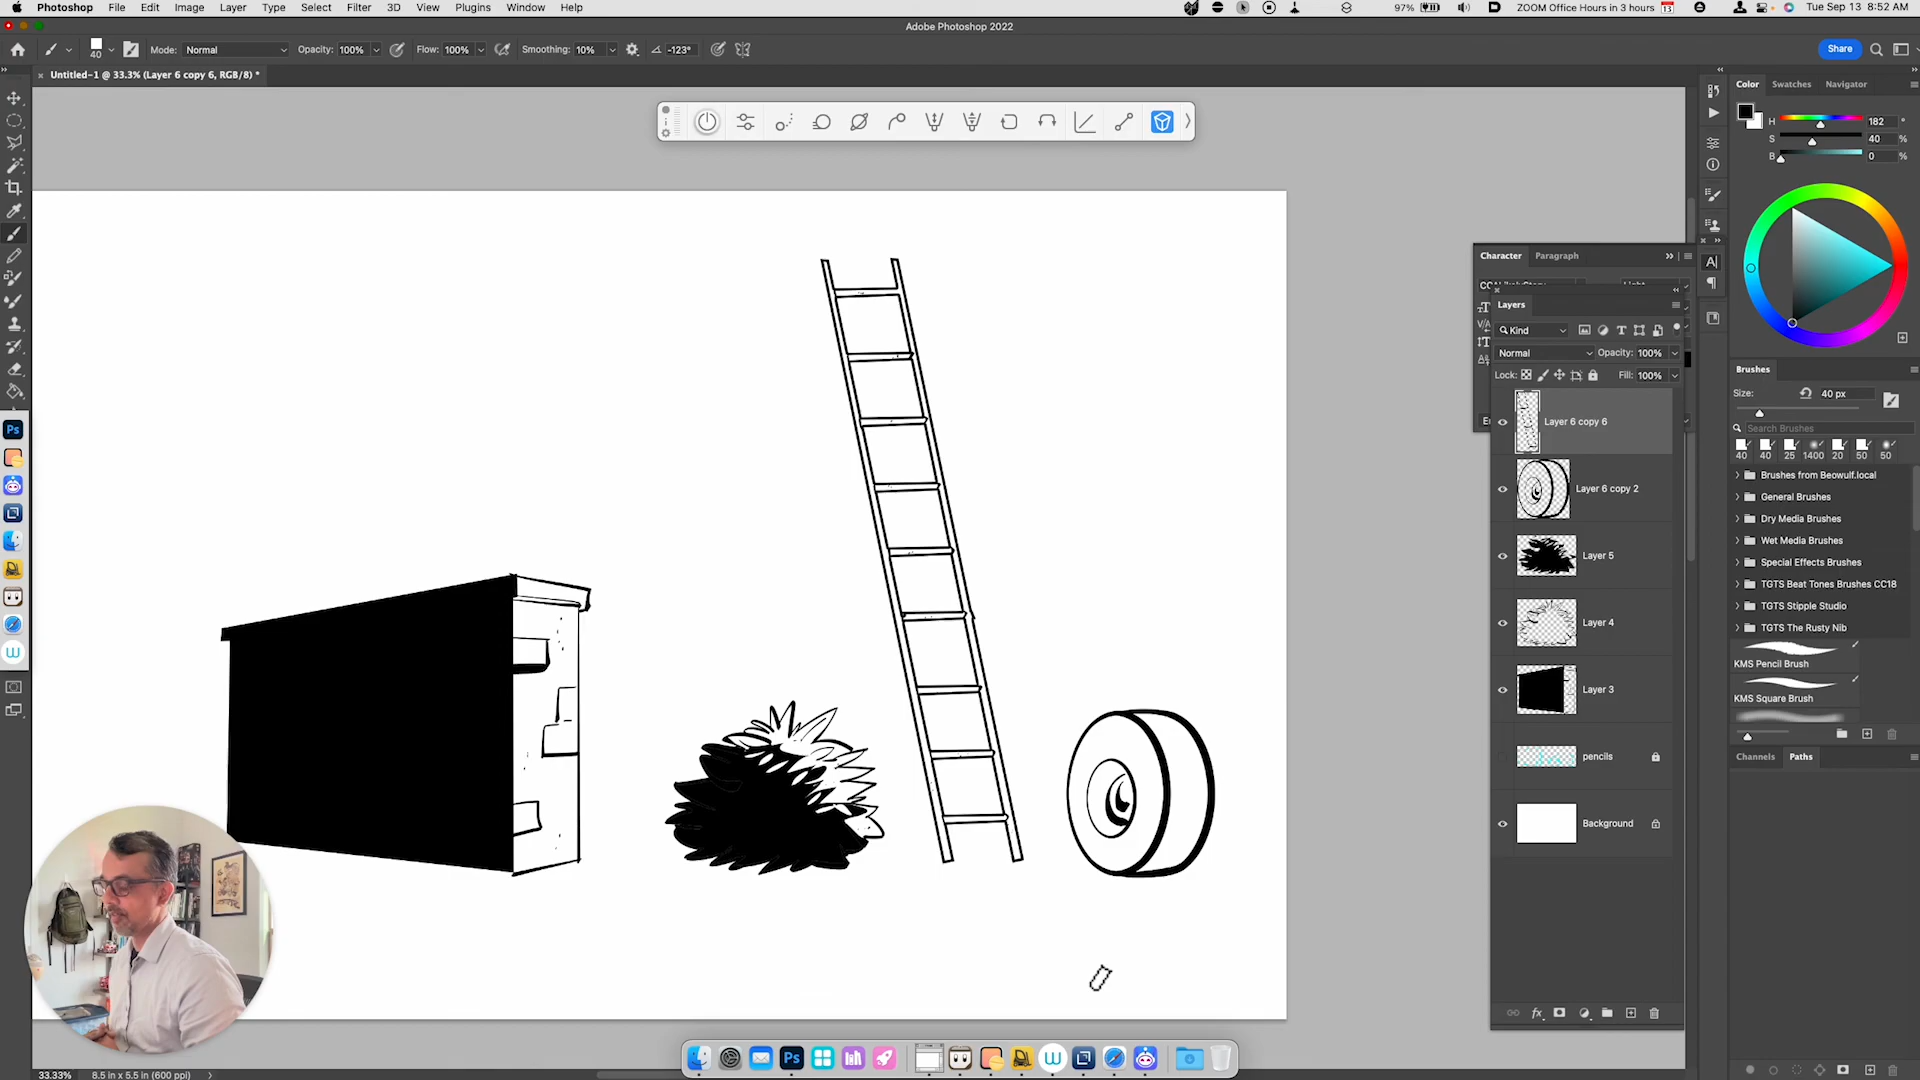 Photoshop File Edit Image Layer Type Select Filter 3D View Plugins Window Help
97% ZOOM Office Hours in 3 hours 13 Tue Sep 13 8:52 AM
Adobe Photoshop 2022
40 Mode: Normal Opacity: 100% Flow: 100% Smoothing: 10% -123° Share
Untitled-1 @ 33.3% (Layer 6 copy 6, RGB/8) *
Color Swatches Navigator
H 182 °
S 40 %
B 0 %
Character Paragraph
Light
Layers
Kind
Normal Opacity: 100%
Lock: Fill: 100%
Layer 6 copy 6
Layer 6 copy 2
Layer 5
Layer 4
Layer 3
pencils
Background
fx
Brushes
Size: 40 px
Search Brushes
40 40 25 1400 20 50 50
Brushes from Beowulf.local
General Brushes
Dry Media Brushes
Wet Media Brushes
Special Effects Brushes
TGTS Beat Tones Brushes CC18
TGTS Stipple Studio
TGTS The Rusty Nib
KMS Pencil Brush
KMS Square Brush
Channels Paths
Ps
Ps
33.33% 8.5 in x 5.5 in (600 ppi)